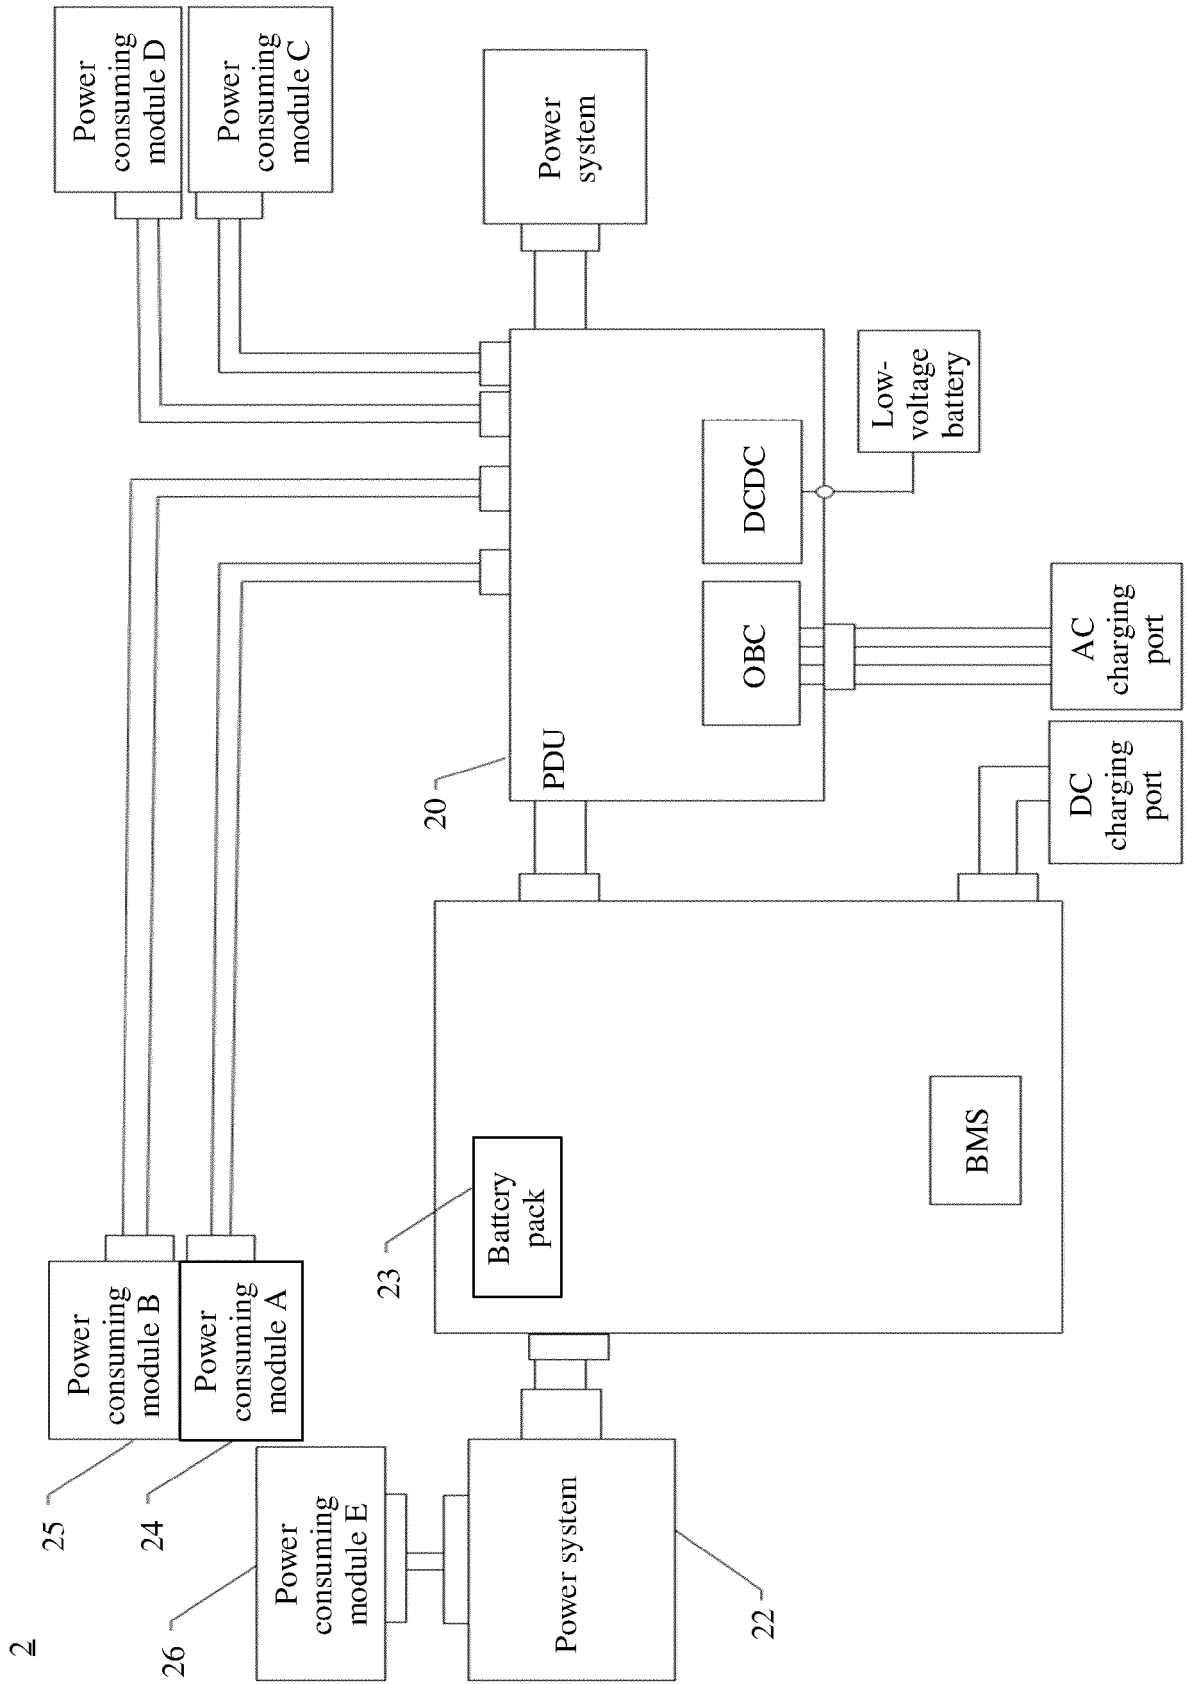 2
26
Power
consuming
module E
25
Power
consuming
module B
24
Power
consuming
module A
Power
consuming
module D
Power
consuming
module C
Power system
22
23
Battery
pack
BMS
20
PDU
OBC
DCDC
Power
system
Low-
voltage
battery
DC
charging
port
AC
charging
port